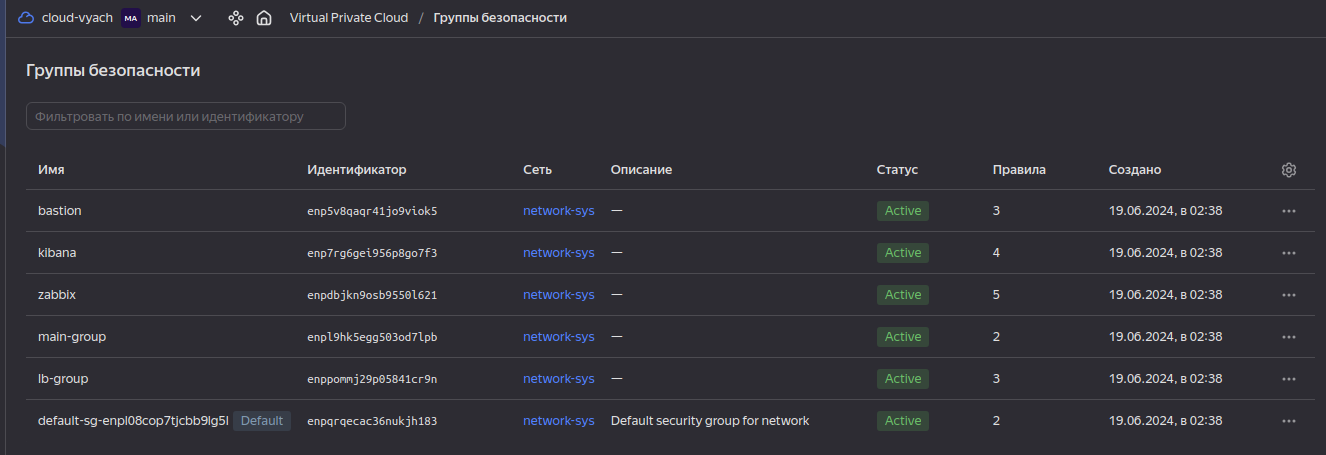 cloud-vyach MA main Virtual Private Cloud / Группы безопасности
Группы безопасности
Фильтровать по имени или идентификатору
Имя Идентификатор Сеть Описание Статус Правила Создано
bastion enp5v8qaqr41jo9viok5 network-sys — Active 3 19.06.2024, в 02:38
kibana enp7rg6gei956p8go7f3 network-sys — Active 4 19.06.2024, в 02:38
zabbix enpdbjkn9osb9550l621 network-sys — Active 5 19.06.2024, в 02:38
main-group enpl9hk5egg503od7lpb network-sys — Active 2 19.06.2024, в 02:38
lb-group enppommj29p05841cr9n network-sys — Active 3 19.06.2024, в 02:38
default-sg-enpl08cop7tjcbb9lg5l Default enpqrqecac36nukjh183 network-sys Default security group for network Active 2 19.06.2024, в 02:38